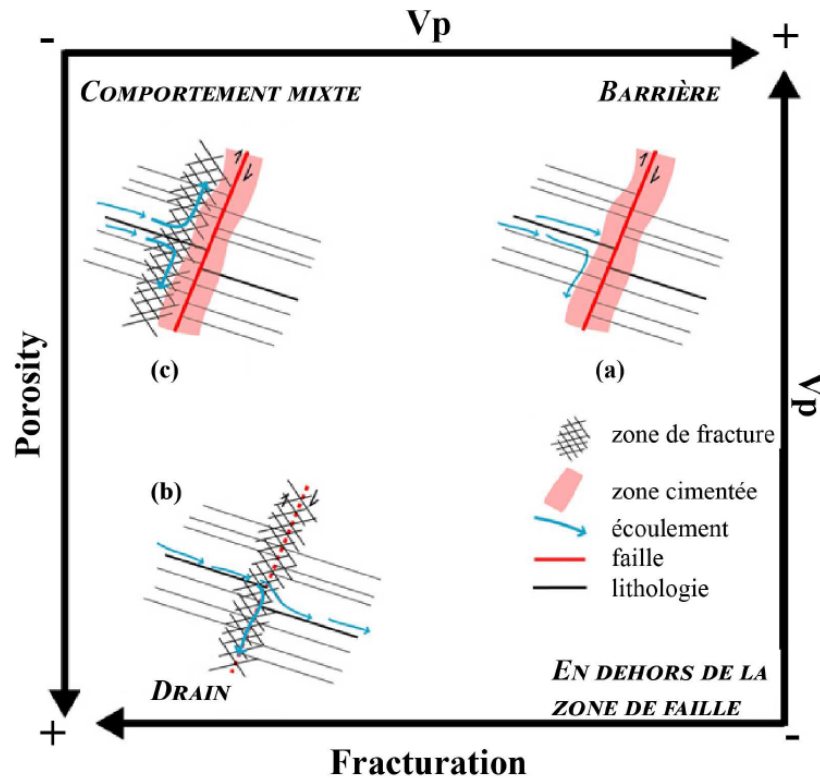 Vp
- +
COMPORTEMENT MIXTE
BARRIÈRE
(c)
(a)
Porosity
Vp
zone de fracture
zone cimentée
écoulement
faille
lithologie
(b)
DRAIN
EN DEHORS DE LA
ZONE DE FAILLE
+ -
Fracturation